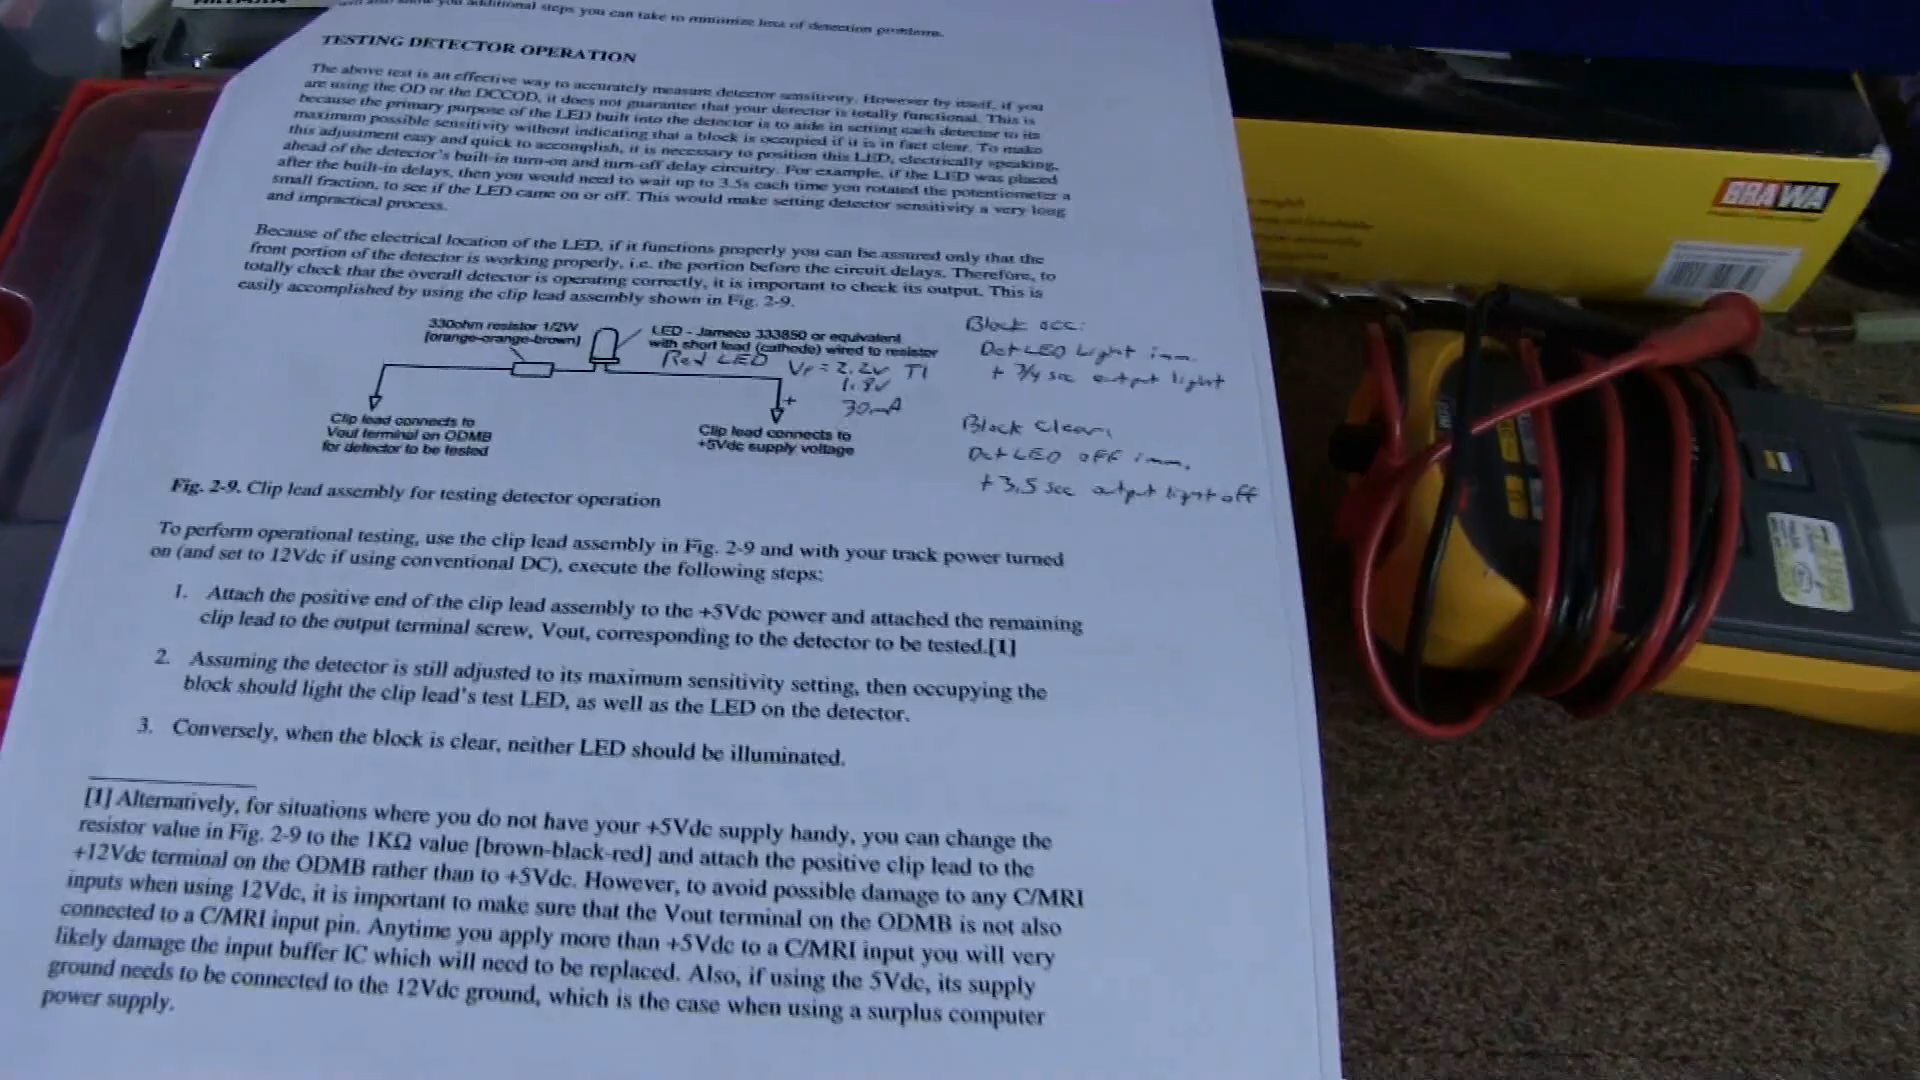 you additional steps you can take to minimize loss of detection problems.
TESTING DETECTOR OPERATION
The above test is an effective way to accurately measure detector sensitivity. However by itself, if you
are using the OD or the DCCOD, it does not guarantee that your detector is totally functional. This is
because the primary purpose of the LED built into the detector is to aide in setting each detector to its
maximum possible sensitivity without indicating that a block is occupied if it is in fact clear. To make
this adjustment easy and quick to accomplish, it is necessary to position this LED, electrically speaking,
ahead of the detector's built-in turn-on and turn-off delay circuitry. For example, if the LED was placed
after the built-in delays, then you would need to wait up to 3.5s each time you rotated the potentiometer a
small fraction, to see if the LED came on or off. This would make setting detector sensitivity a very long
and impractical process.
Because of the electrical location of the LED, if it functions properly you can be assured only that the
front portion of the detector is working properly, i.e. the portion before the circuit delays. Therefore, to
totally check that the overall detector is operating correctly, it is important to check its output. This is
easily accomplished by using the clip lead assembly shown in Fig. 2-9.
330ohm resistor 1/2W
[orange-orange-brown]
LED - Jameco 333850 or equivalent
with short lead (cathode) wired to resistor
Red LED
VF = 2.2v T1
1.8v
30mA
+
Clip lead connects to
Vout terminal on ODMB
for detector to be tested
Clip lead connects to
+5Vdc supply voltage
Block occ:
Det LED Light imm.
+ 3/4 sec output light
Block Clear:
Det LED off imm.
+ 3.5 sec output light off
Fig. 2-9. Clip lead assembly for testing detector operation
To perform operational testing, use the clip lead assembly in Fig. 2-9 and with your track power turned
on (and set to 12Vdc if using conventional DC), execute the following steps:
1. Attach the positive end of the clip lead assembly to the +5Vdc power and attached the remaining
clip lead to the output terminal screw, Vout, corresponding to the detector to be tested.[1]
2. Assuming the detector is still adjusted to its maximum sensitivity setting, then occupying the
block should light the clip lead's test LED, as well as the LED on the detector.
3. Conversely, when the block is clear, neither LED should be illuminated.
[1] Alternatively, for situations where you do not have your +5Vdc supply handy, you can change the
resistor value in Fig. 2-9 to the 1KΩ value [brown-black-red] and attach the positive clip lead to the
+12Vdc terminal on the ODMB rather than to +5Vdc. However, to avoid possible damage to any C/MRI
inputs when using 12Vdc, it is important to make sure that the Vout terminal on the ODMB is not also
connected to a C/MRI input pin. Anytime you apply more than +5Vdc to a C/MRI input you will very
likely damage the input buffer IC which will need to be replaced. Also, if using the 5Vdc, its supply
ground needs to be connected to the 12Vdc ground, which is the case when using a surplus computer
power supply.
BRAWA